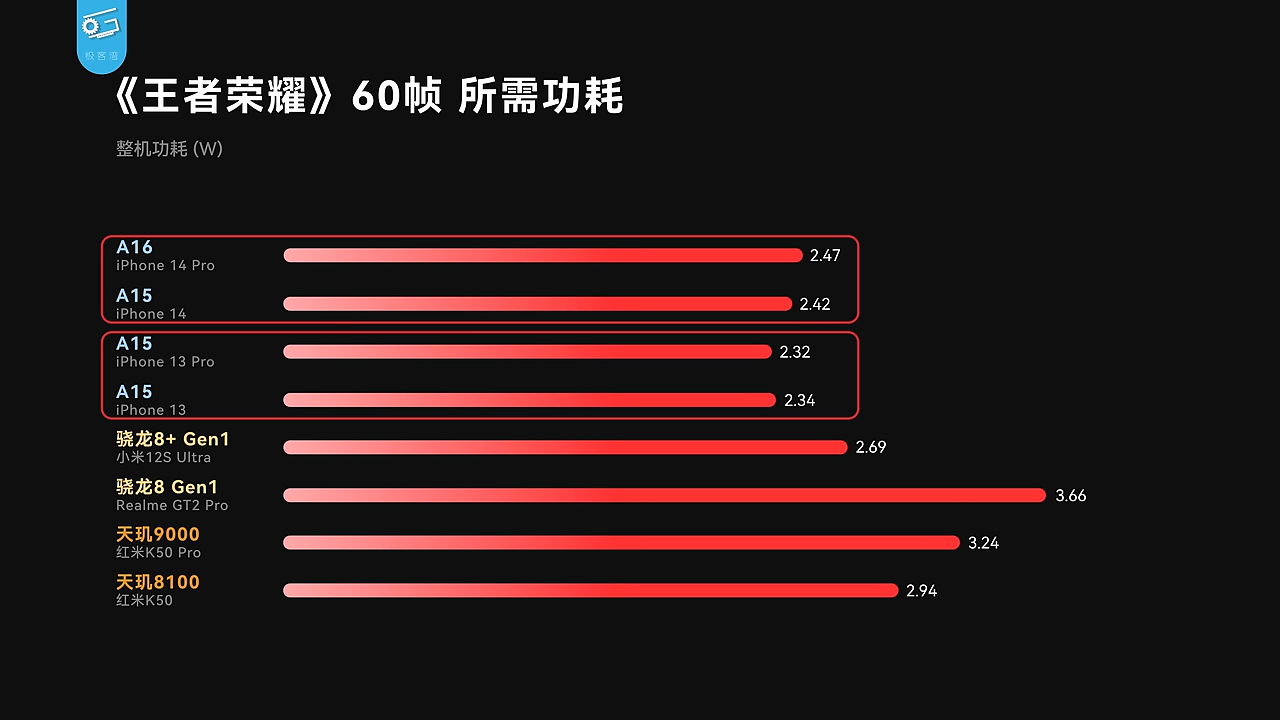 极客湾
《王者荣耀》60帧 所需功耗
整机功耗 (W)
A16
iPhone 14 Pro
2.47
A15
iPhone 14
2.42
A15
iPhone 13 Pro
2.32
A15
iPhone 13
2.34
骁龙8+ Gen1
小米12S Ultra
2.69
骁龙8 Gen1
Realme GT2 Pro
3.66
天玑9000
红米K50 Pro
3.24
天玑8100
红米K50
2.94